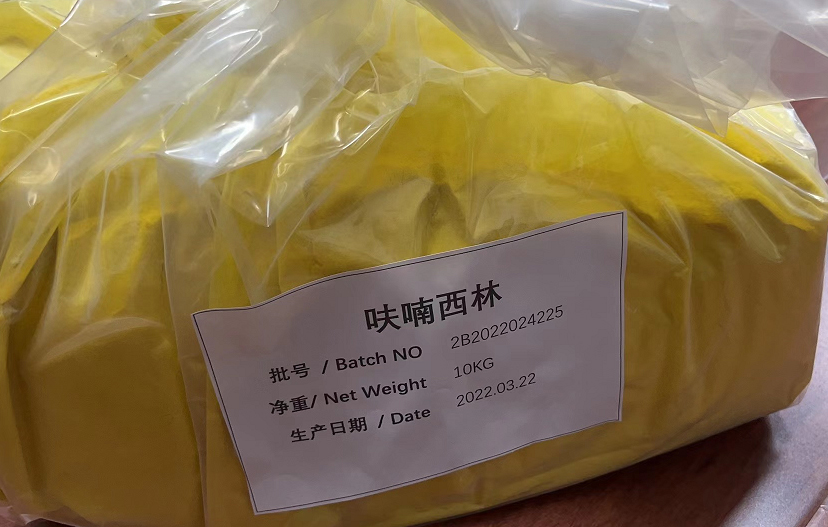 呋喃西林
批号 / Batch NO 2B2022024225
净重/ Net Weight 10KG
生产日期 / Date 2022.03.22